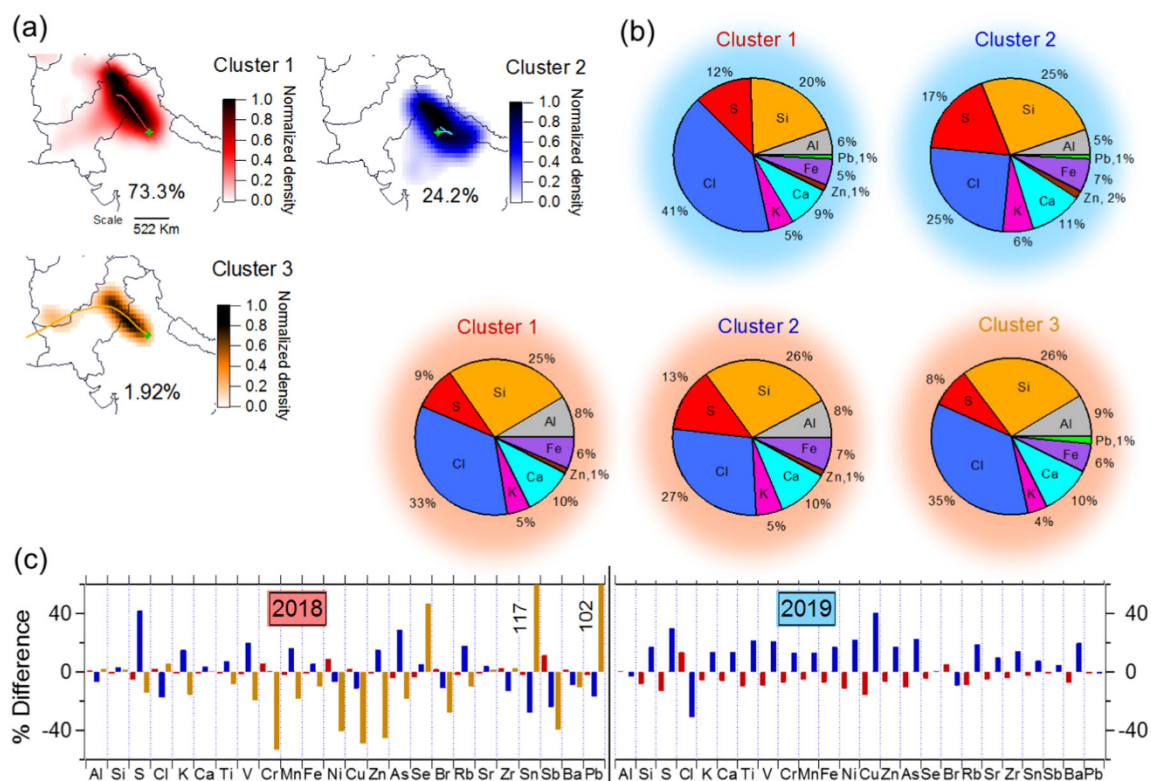 (a)
Cluster 1
1.0
0.8
0.6
0.4
0.2
0.0
Normalized density
73.3%
Scale
522 Km
Cluster 2
1.0
0.8
0.6
0.4
0.2
0.0
Normalized density
24.2%
Cluster 3
1.0
0.8
0.6
0.4
0.2
0.0
Normalized density
1.92%
(b)
Cluster 1
12%
20%
S
Si
Al
6%
Pb,1%
Fe
5%
Zn,1%
Ca
9%
K
5%
Cl
41%
Cluster 2
17%
25%
S
Si
Al
5%
Pb,1%
Fe
7%
Zn, 2%
Ca
11%
K
6%
Cl
25%
Cluster 1
9%
25%
S
Si
Al
8%
Fe
6%
Zn,1%
Ca
10%
K
5%
Cl
33%
Cluster 2
13%
26%
S
Si
Al
8%
Fe
7%
Zn,1%
Ca
10%
K
5%
Cl
27%
Cluster 3
8%
26%
S
Si
Al
9%
Pb,1%
Fe
6%
Ca
10%
K
4%
Cl
35%
(c)
% Difference
40
0
-40
2018
117
102
Al Si S Cl K Ca Ti V Cr Mn Fe Ni Cu Zn As Se Br Rb Sr Zr Sn Sb Ba Pb
2019
40
0
-40
Al Si S Cl K Ca Ti V Cr Mn Fe Ni Cu Zn As Se Br Rb Sr Zr Sn Sb Ba Pb